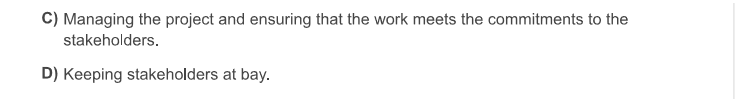 C) Managing the project and ensuring that the work meets the commitments to the
stakeholders.
D) Keeping stakeholders at bay.